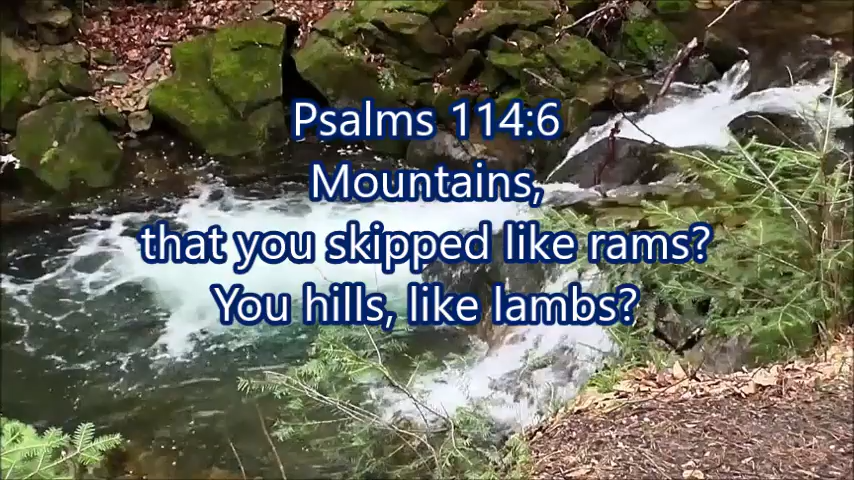 Psalms 114:6
Mountains,
that you skipped like rams?
You hills, like lambs?